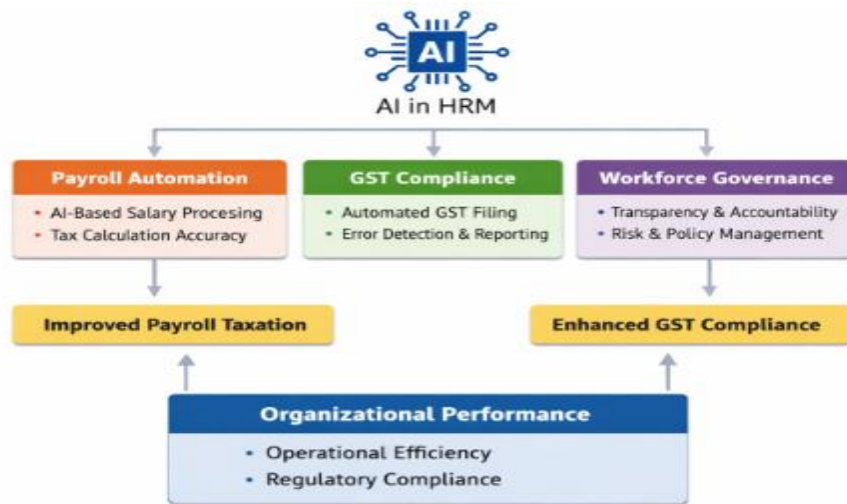 AI
AI in HRM
Payroll Automation
• AI-Based Salary Procesing
• Tax Calculation Accuracy
GST Compliance
• Automated GST Filing
• Error Detection & Reporting
Workforce Governance
• Transparency & Accountability
• Risk & Policy Management
Improved Payroll Taxation
Enhanced GST Compliance
Organizational Performance
• Operational Efficiency
• Regulatory Compliance